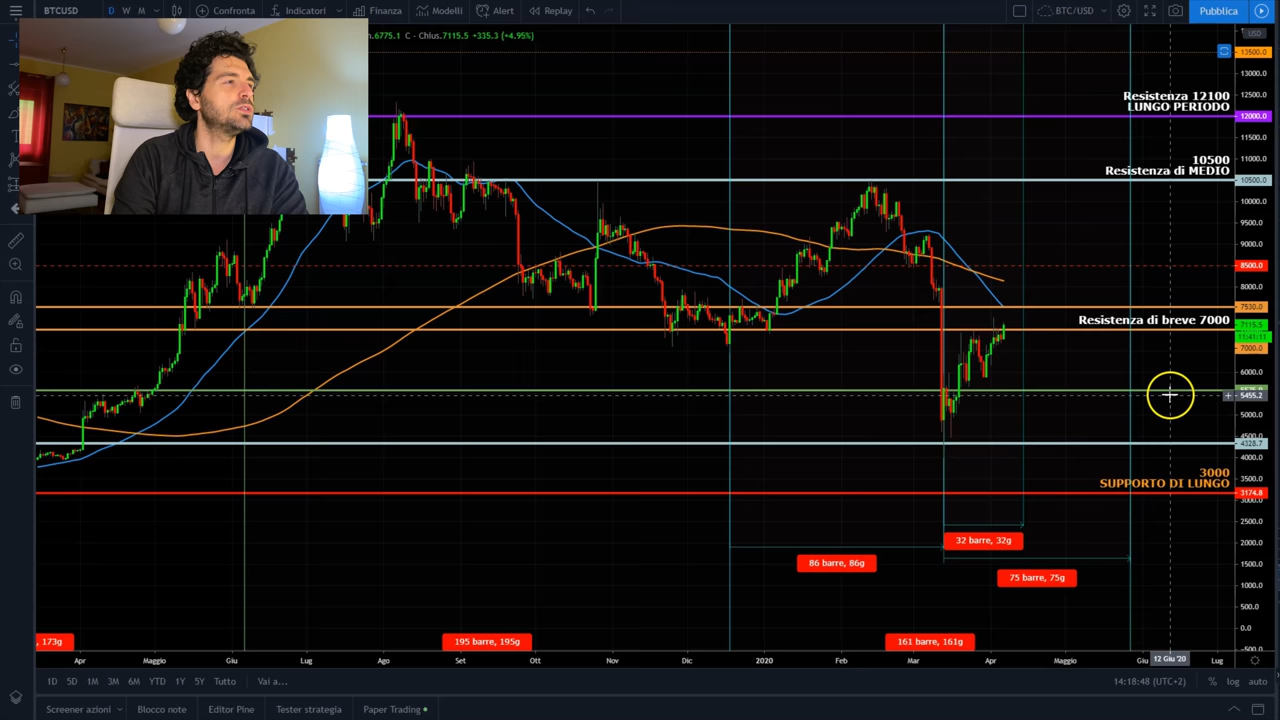 BTCUSD
D W M
Confronta
Indicatori
Finanza
Modelli
Alert
Replay
BTC/USD
Pubblica
.6775.1 C - Chius.7115.5 +335.3 (+4.95%)
USD
13500.0
13000.0
12500.0
12000.0
11500.0
11000.0
10500.0
10000.0
9500.0
9000.0
8500.0
8000.0
7530.0
7115.5
11:41:11
7000.0
6000.0
5455.2
5000.0
4500.0
4328.7
4000.0
3500.0
3174.8
3000.0
2500.0
2000.0
1500.0
1000.0
500.0
0.0
-500.0
Resistenza 12100
LUNGO PERIODO
10500
Resistenza di MEDIO
Resistenza di breve 7000
3000
SUPPORTO DI LUNGO
32 barre, 32g
86 barre, 86g
75 barre, 75g
, 173g
195 barre, 195g
161 barre, 161g
Apr Maggio Giu Lug Ago Set Ott Nov Dic 2020 Feb Mar Apr Maggio Giu 12 Giu '20 Lug
1D 5D 1M 3M 6M YTD 1Y 5Y Tutto Vai a...
14:18:48 (UTC+2) % log auto
Screener azioni Blocco note Editor Pine Tester strategia Paper Trading